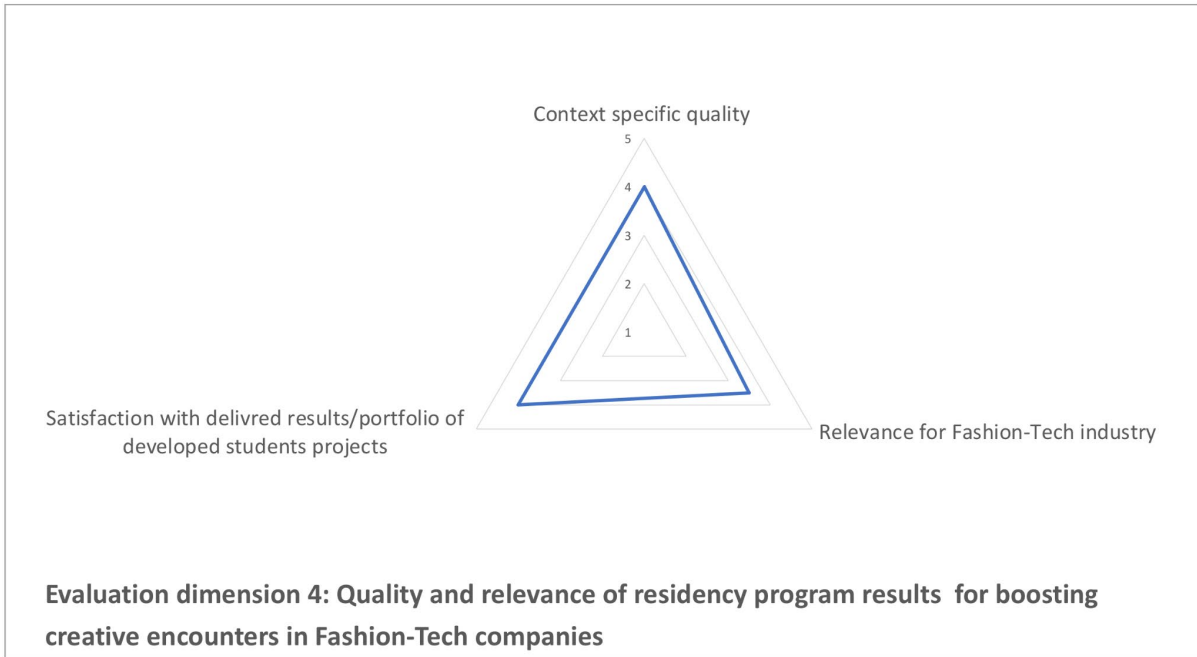 Context specific quality
5
4
3
2
1
Satisfaction with delivred results/portfolio of
developed students projects
Relevance for Fashion-Tech industry
Evaluation dimension 4: Quality and relevance of residency program results  for boosting
creative encounters in Fashion-Tech companies